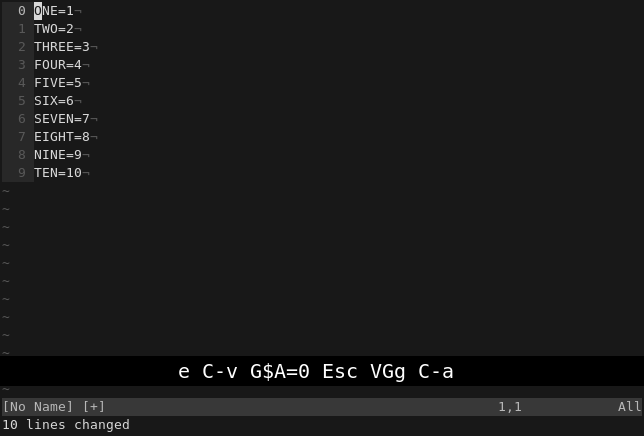 0 ONE=1¬
1 TWO=2¬
2 THREE=3¬
3 FOUR=4¬
4 FIVE=5¬
5 SIX=6¬
6 SEVEN=7¬
7 EIGHT=8¬
8 NINE=9¬
9 TEN=10¬
~
~
~
~
~
~
~
~
~
~
e C-v G$A=0 Esc VGg C-a
~
[No Name] [+] 1,1 All
10 lines changed